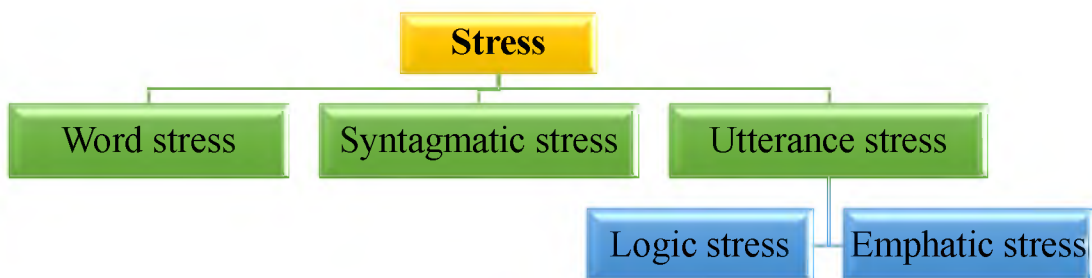 Stress
Word stress
Syntagmatic stress
Utterance stress
Logic stress
Emphatic stress